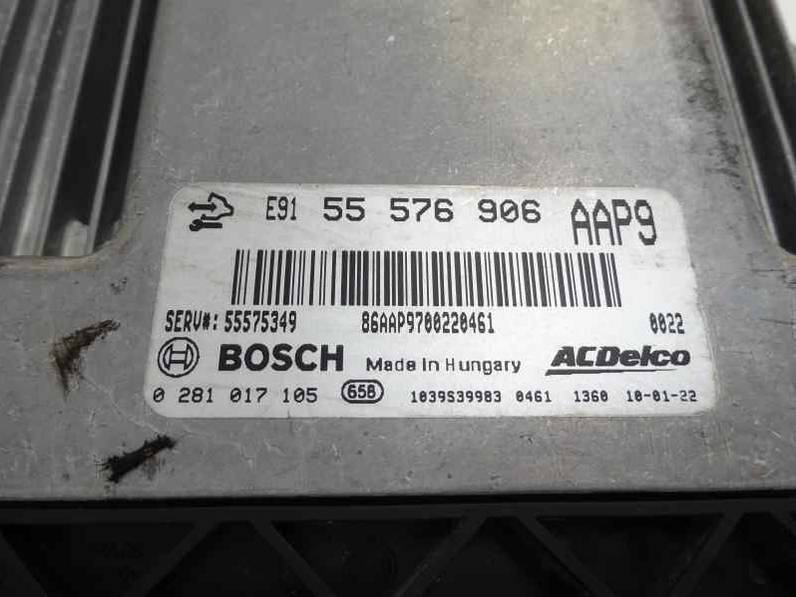 E91 55 576 906 AAP9
SERV#: 55575349 86AAP9700220461 0022
BOSCH Made in Hungary ACDelco
0 281 017 105 658 1039S39983 0461 1360 10-01-22